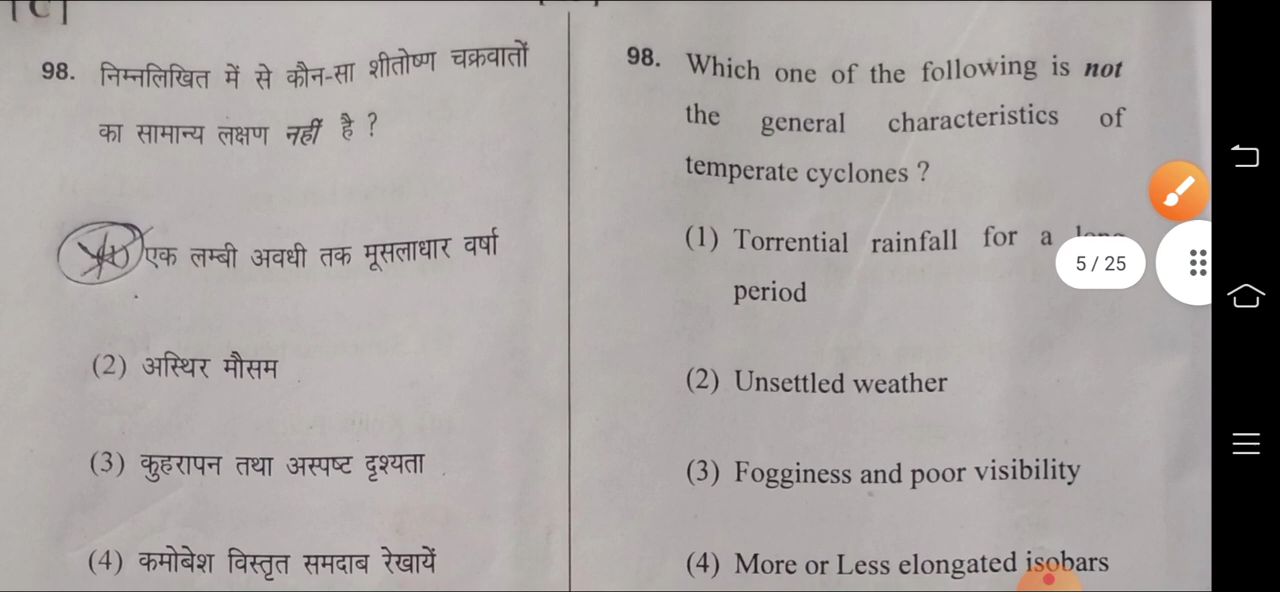 [C]
98. निम्नलिखित में से कौन-सा शीतोष्ण चक्रवातों
का सामान्य लक्षण नहीं है ?
एक लम्बी अवधी तक मूसलाधार वर्षा
(2) अस्थिर मौसम
(3) कुहरापन तथा अस्पष्ट दृश्यता
(4) कमोबेश विस्तृत समदाब रेखायें
98. Which one of the following is not
the general characteristics of
temperate cyclones ?
(1) Torrential rainfall for a
period
(2) Unsettled weather
(3) Fogginess and poor visibility
(4) More or Less elongated isobars
5 / 25